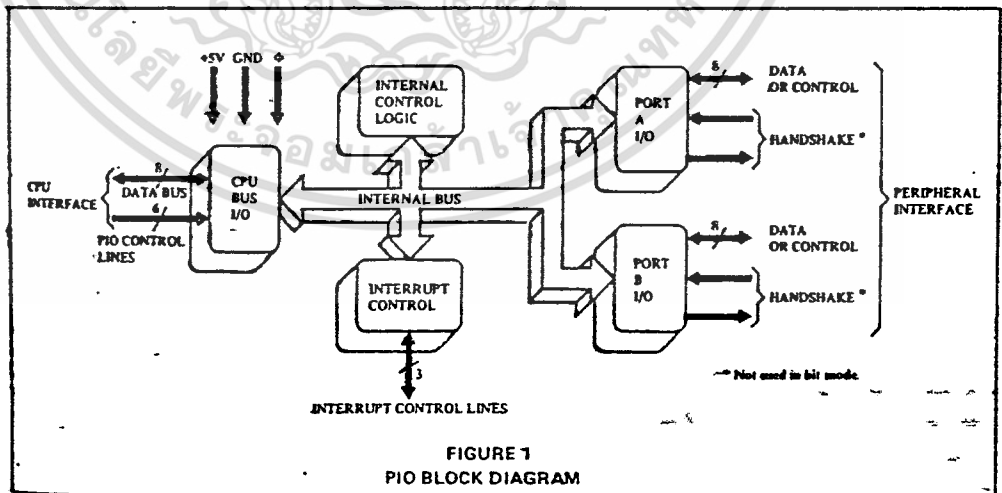 +5V GND Φ
INTERNAL
CONTROL
LOGIC
PORT
A
I/O
8
DATA
OR CONTROL
HANDSHAKE *
CPU
INTERFACE
8
DATA BUS
6
PIO CONTROL
LINES
CPU
BUS
I/O
INTERNAL BUS
PERIPHERAL
INTERFACE
INTERRUPT
CONTROL
3
INTERRUPT CONTROL LINES
PORT
B
I/O
8
DATA
OR CONTROL
HANDSHAKE *
* Not used in bit mode
FIGURE 1
PIO BLOCK DIAGRAM